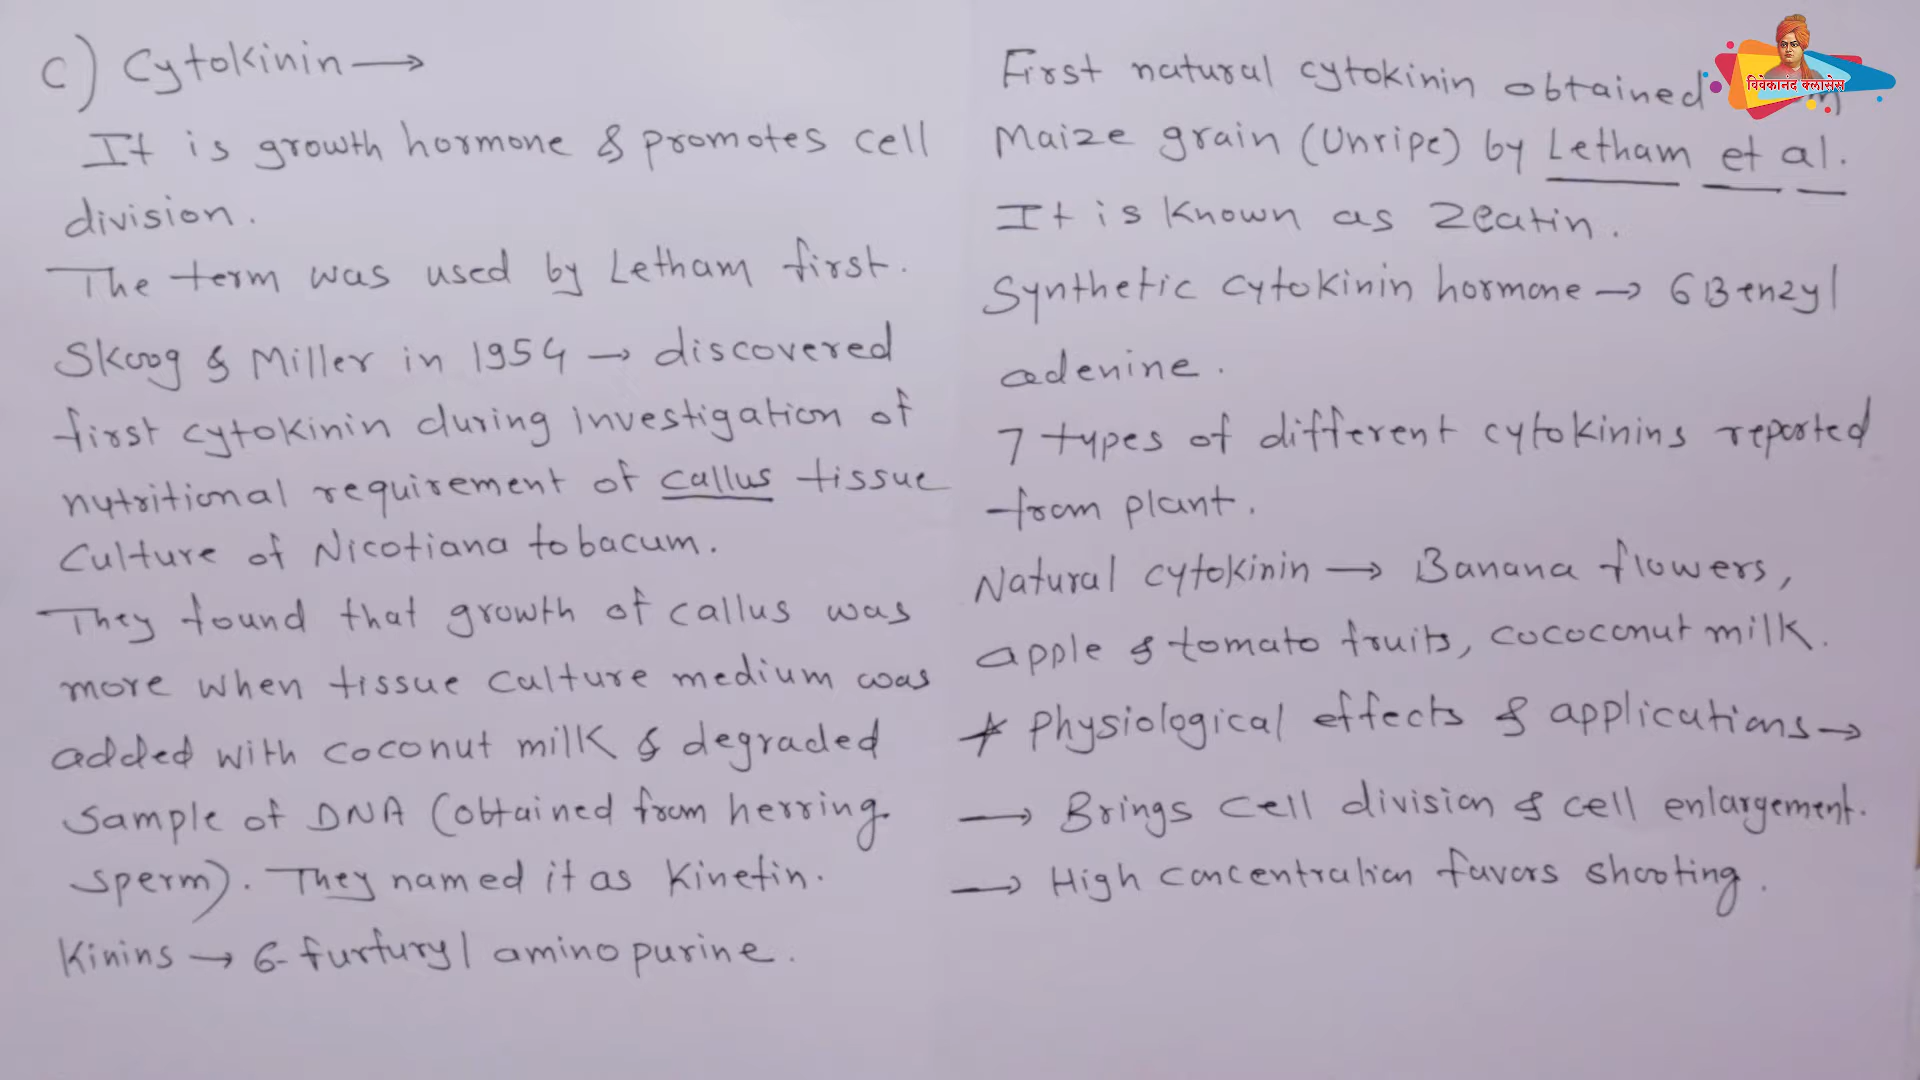 C) Cytokinin →
It is growth hormone & promotes cell
division.
The term was used by Letham first.
Skoog & Miller in 1954 → discovered
first cytokinin during investigation of
nutritional requirement of callus tissue
Culture of Nicotiana tobacum.
They found that growth of callus was
more when tissue culture medium was
added with coconut milk & degraded
sample of DNA (obtained from herring
sperm). They named it as Kinetin.
Kinins → 6-furfuryl amino purine.
First natural cytokinin obtained
Maize grain (Unripe) by Letham et al.
It is known as Zeatin.
Synthetic cytokinin hormone → 6 Benzyl
adenine.
7 types of different cytokinins reported
from plant.
Natural cytokinin → Banana flowers,
apple & tomato fruits, cococonut milk.
* Physiological effects & applications →
→ Brings cell division & cell enlargement.
→ High concentration favors shooting.
विवेकानंद क्लासेस